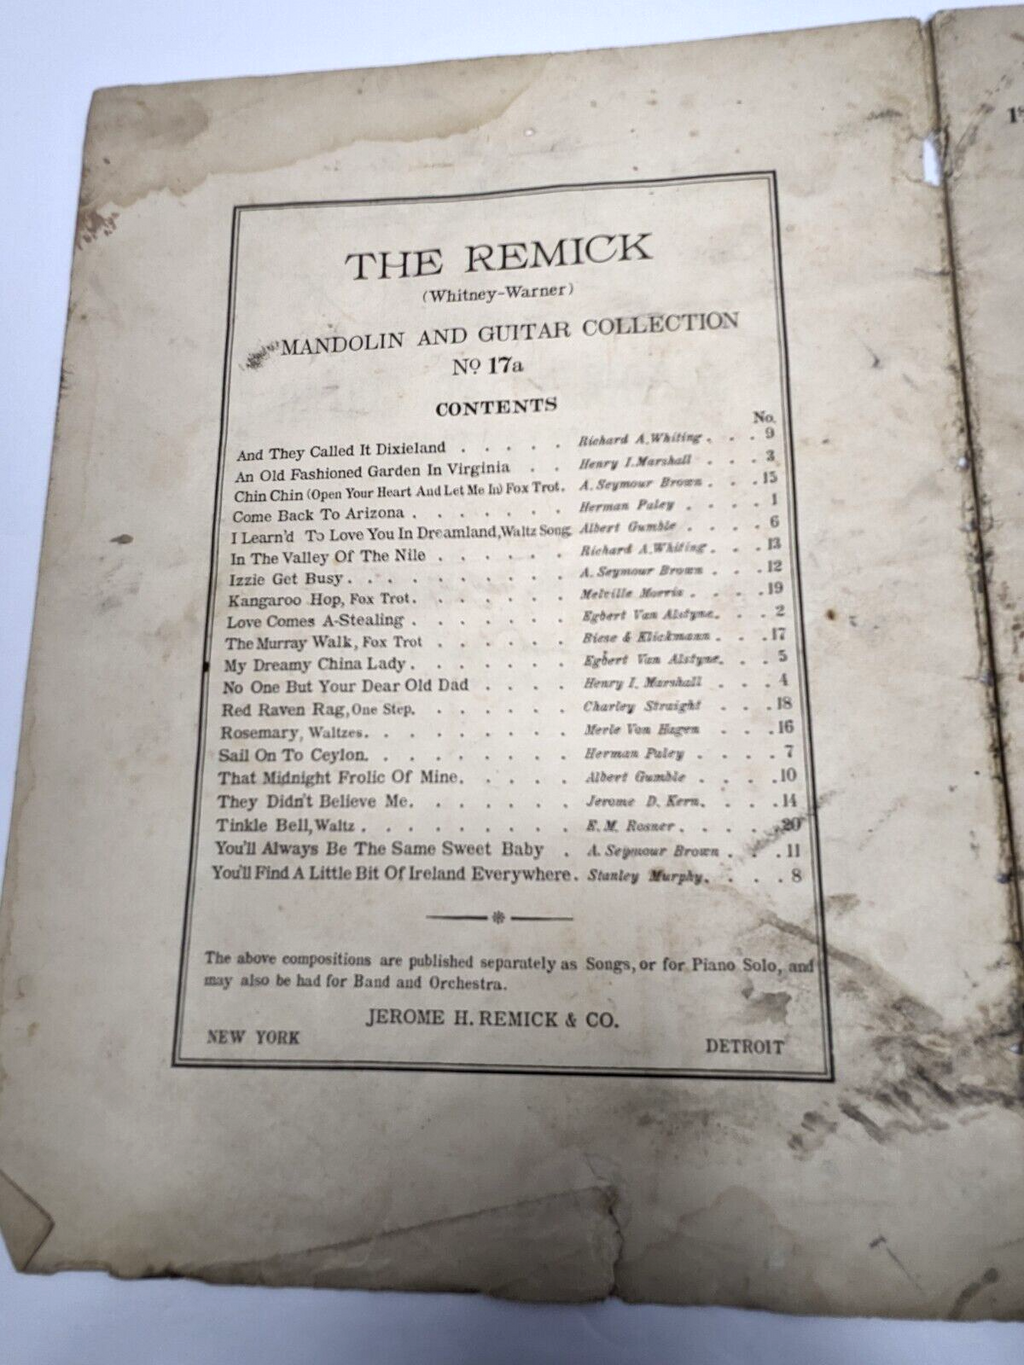 THE REMICK
(Whitney-Warner)
MANDOLIN AND GUITAR COLLECTION
No 17a
CONTENTS
No.
And They Called It Dixieland . . . . . Richard A. Whiting . . . 9
An Old Fashioned Garden In Virginia . . Henry I. Marshall . . . 3
Chin Chin (Open Your Heart And Let Me In) Fox Trot. A. Seymour Brown . . . 15
Come Back To Arizona . . . . . . . Herman Paley . . . . 1
I Learn'd To Love You In Dreamland, Waltz Song. Albert Gumble . . . . 6
In The Valley Of The Nile . . . . . . Richard A. Whiting . . . 13
Izzie Get Busy . . . . . . . . . . A. Seymour Brown . . . 12
Kangaroo Hop, Fox Trot. . . . . . . Melville Morris . . . . 19
Love Comes A-Stealing . . . . . . . Egbert Van Alstyne. . . 2
The Murray Walk, Fox Trot . . . . . . Biese & Klickmann . . . 17
My Dreamy China Lady . . . . . . . Egbert Van Alstyne. . . 5
No One But Your Dear Old Dad . . . . Henry I. Marshall . . . 4
Red Raven Rag, One Step. . . . . . . Charley Straight . . . 18
Rosemary, Waltzes. . . . . . . . . Merle Von Hagen . . . 16
Sail On To Ceylon. . . . . . . . . Herman Paley . . . . 7
That Midnight Frolic Of Mine. . . . . Albert Gumble . . . . 10
They Didn't Believe Me. . . . . . . Jerome D. Kern. . . . 14
Tinkle Bell, Waltz . . . . . . . . . E. M. Rosner . . . . 20
You'll Always Be The Same Sweet Baby . A. Seymour Brown . . . 11
You'll Find A Little Bit Of Ireland Everywhere. Stanley Murphy. . . . 8
The above compositions are published separately as Songs, or for Piano Solo, and
may also be had for Band and Orchestra.
JEROME H. REMICK & CO.
NEW YORK DETROIT